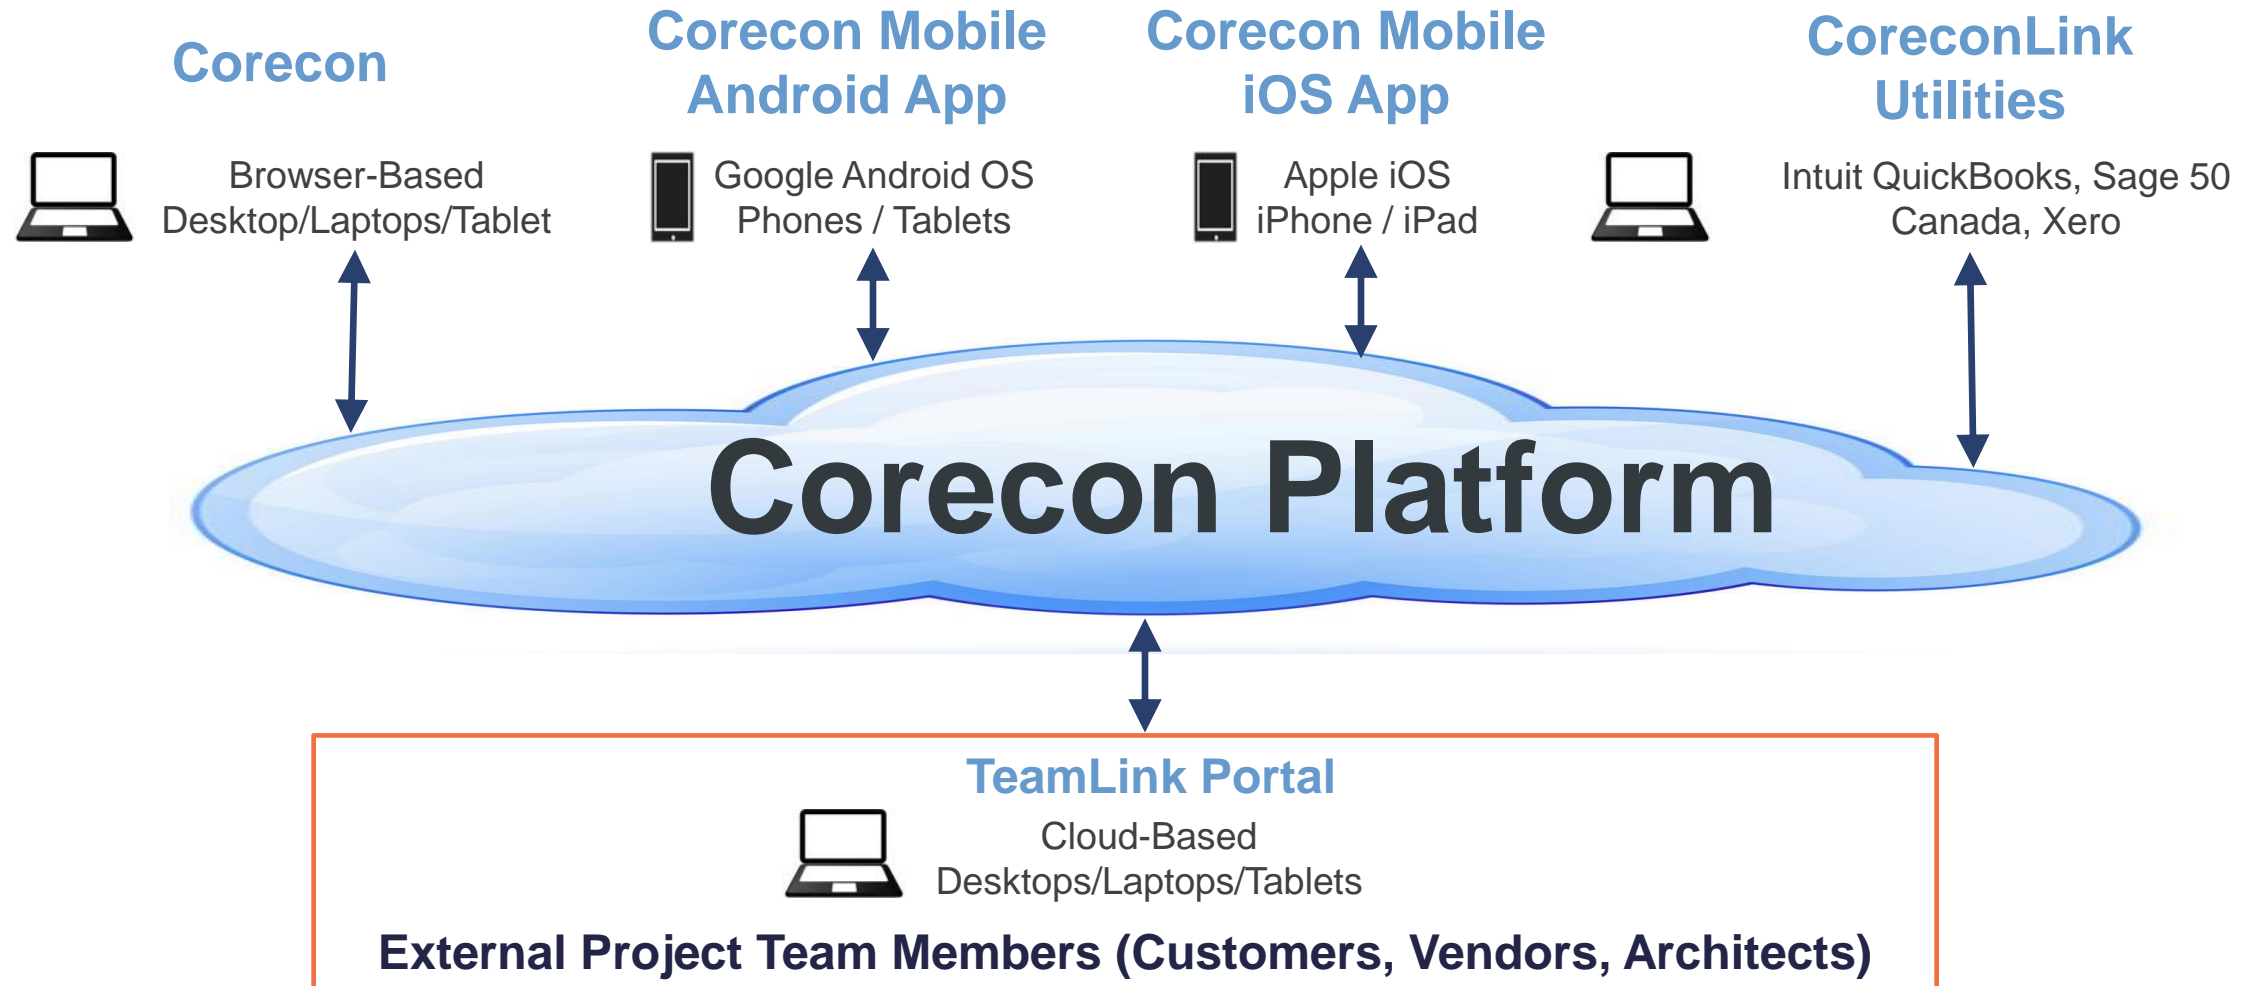 Corecon
Browser-Based
Desktop/Laptops/Tablet
Corecon Mobile
Android App
Google Android OS
Phones / Tablets
Corecon Mobile
iOS App
Apple iOS
iPhone / iPad
CoreconLink
Utilities
Intuit QuickBooks, Sage 50
Canada, Xero
Corecon Platform
TeamLink Portal
Cloud-Based
Desktops/Laptops/Tablets
External Project Team Members (Customers, Vendors, Architects)